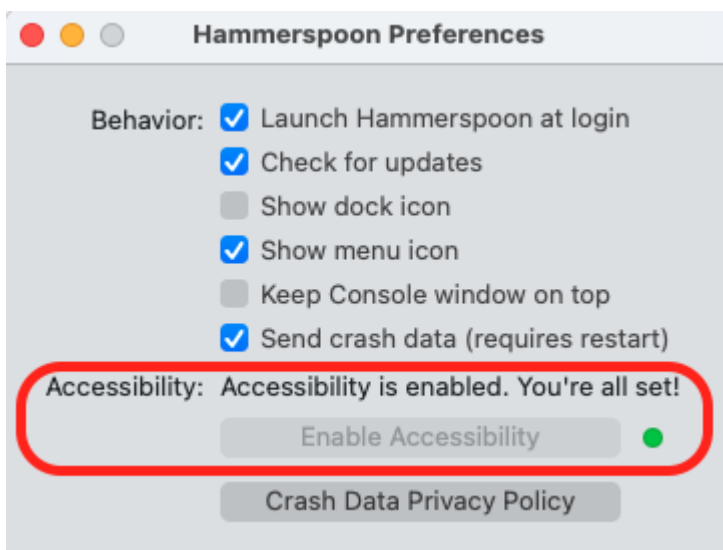 Hammerspoon Preferences
Behavior: Launch Hammerspoon at login
Check for updates
Show dock icon
Show menu icon
Keep Console window on top
Send crash data (requires restart)
Accessibility: Accessibility is enabled. You're all set!
Enable Accessibility
Crash Data Privacy Policy